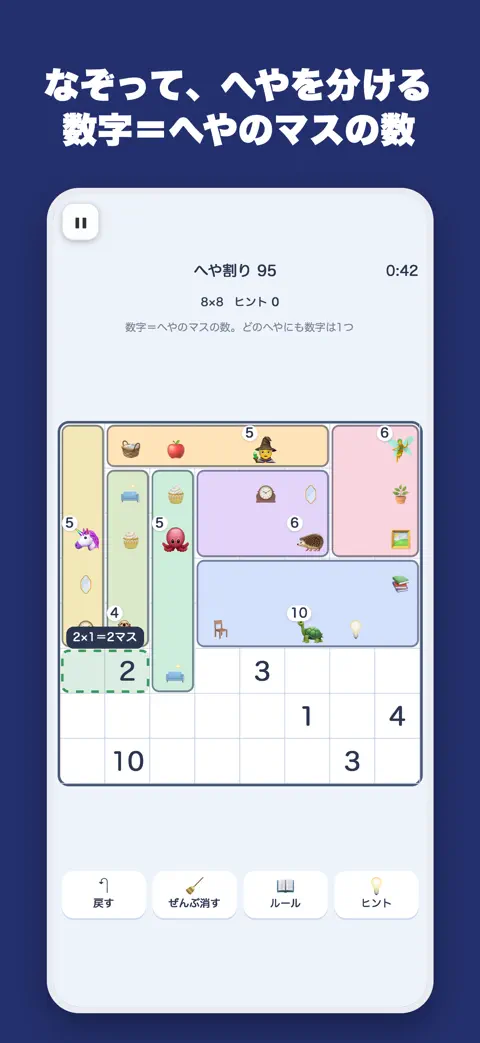 なぞって、へやを分ける
数字＝へやのマスの数
へや割り 95
0:42
8×8 ヒント 0
数字＝へやのマスの数。どのへやにも数字は1つ
5
6
5
5
6
4
10
2×1＝2マス
2
3
1
4
10
3
戻す
ぜんぶ消す
ルール
ヒント